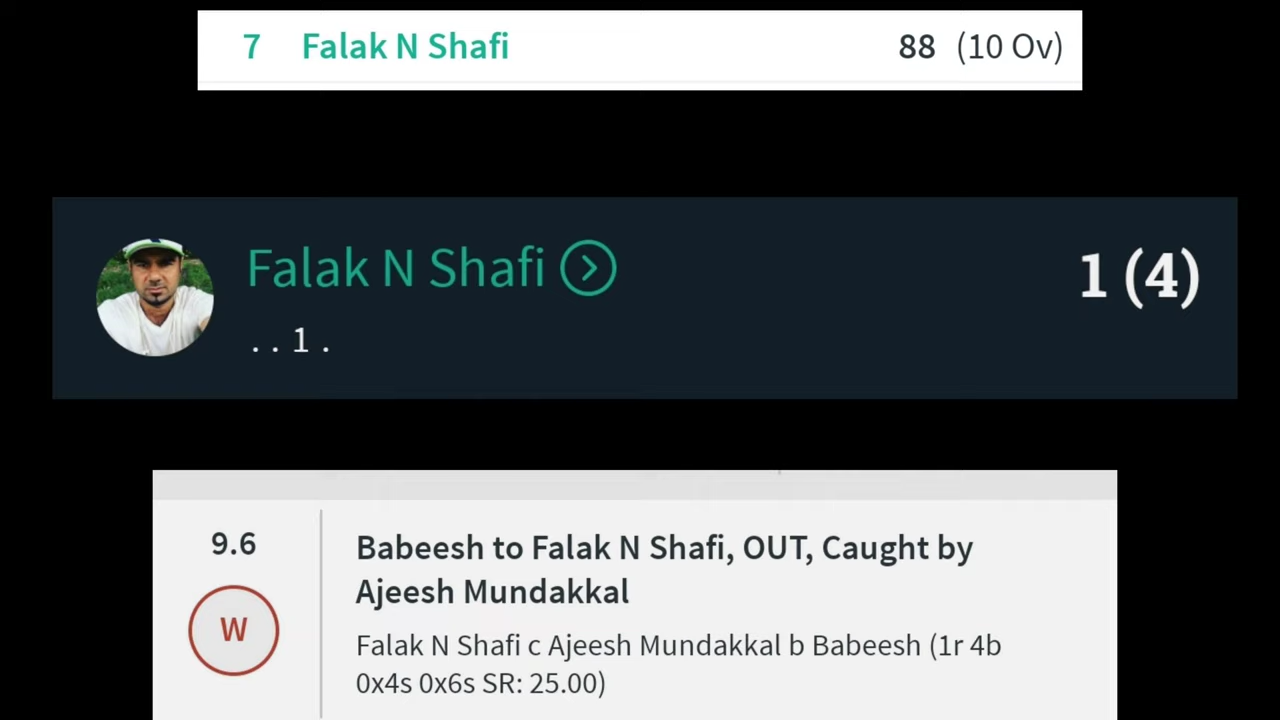 7 Falak N Shafi 88 (10 Ov)
Falak N Shafi 1 (4)
. . 1 .
9.6 Babeesh to Falak N Shafi, OUT, Caught by
Ajeesh Mundakkal
W
Falak N Shafi c Ajeesh Mundakkal b Babeesh (1r 4b
0x4s 0x6s SR: 25.00)